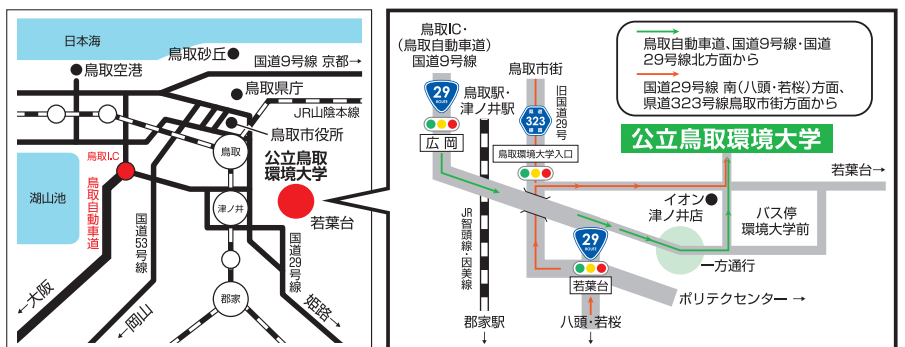 日本海
鳥取砂丘
鳥取空港
国道9号線 京都→
鳥取県庁
JR山陰本線
鳥取市役所
鳥取
鳥取I.C
公立鳥取
環境大学
湖山池
鳥取自動車道
津ノ井
若葉台
国道53号線
国道29号線
←大阪
←岡山
郡家
姫路→
鳥取IC・
(鳥取自動車道)
国道9号線
29
ROUTE
広岡
鳥取駅・
津ノ井駅
鳥取市街
旧国道29号
県道
323
鳥取
鳥取環境大学入口
鳥取自動車道、国道9号線・国道
29号線北方面から
国道29号線 南(八頭・若桜)方面、
県道323号線鳥取市街方面から
公立鳥取環境大学
若葉台→
イオン
津ノ井店
バス停
環境大学前
JR智頭線・因美線
29
ROUTE
一方通行
若葉台
ポリテクセンター →
郡家駅
↓
八頭・若桜
↓